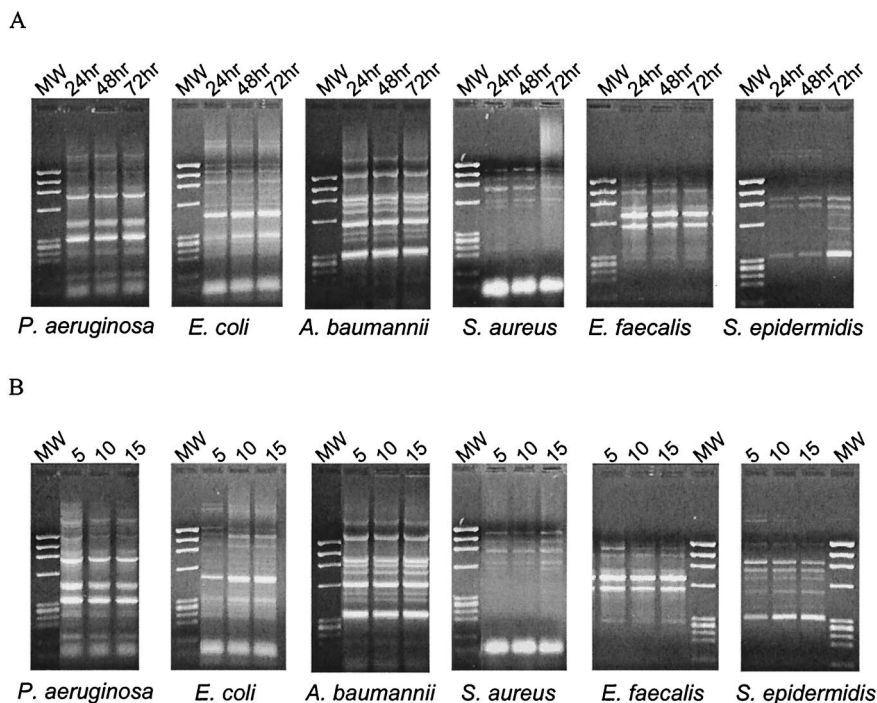 A
MW 24hr 48hr 72hr MW 24hr 48hr 72hr MW 24hr 48hr 72hr MW 24hr 48hr 72hr MW 24hr 48hr 72hr MW 24hr 48hr 72hr
P. aeruginosa E. coli A. baumannii S. aureus E. faecalis S. epidermidis
B
MW 5 10 15 MW 5 10 15 MW 5 10 15 MW 5 10 15 5 10 15 MW 5 10 15 MW
P. aeruginosa E. coli A. baumannii S. aureus E. faecalis S. epidermidis